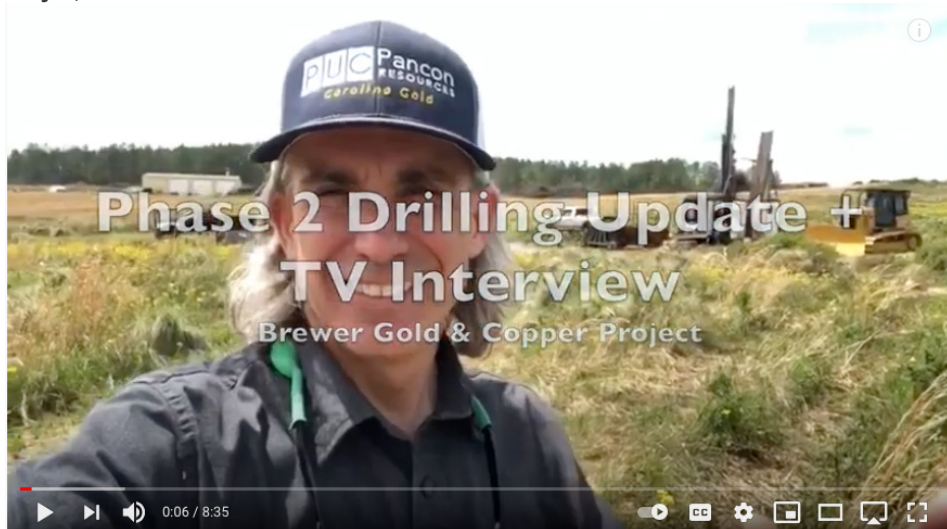 PUC Pancon
RESOURCES
Carolina Gold
Phase 2 Drilling Update +
TV Interview
Brewer Gold & Copper Project
0:06 / 8:35
CC